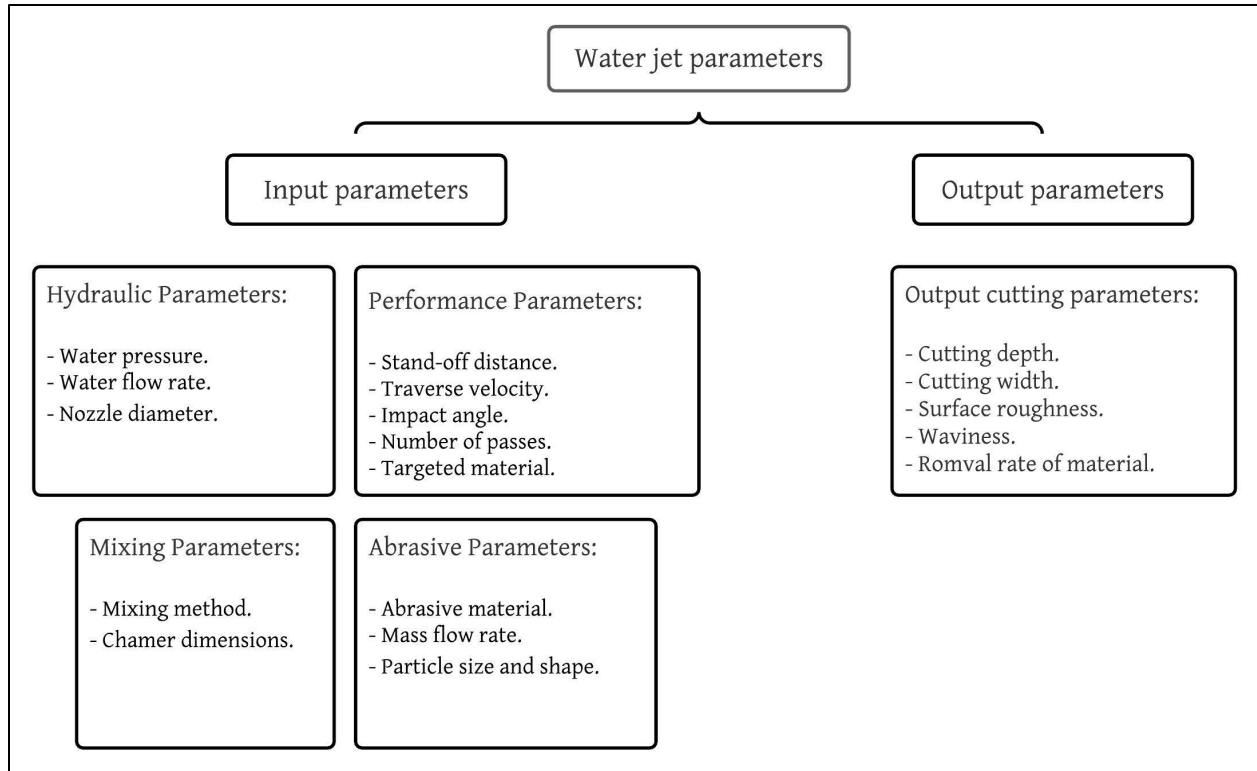 Water jet parameters
Input parameters
Output parameters
Hydraulic Parameters:
- Water pressure.
- Water flow rate.
- Nozzle diameter.
Performance Parameters:
- Stand-off distance.
- Traverse velocity.
- Impact angle.
- Number of passes.
- Targeted material.
Output cutting parameters:
- Cutting depth.
- Cutting width.
- Surface roughness.
- Waviness.
- Romval rate of material.
Mixing Parameters:
- Mixing method.
- Chamer dimensions.
Abrasive Parameters:
- Abrasive material.
- Mass flow rate.
- Particle size and shape.